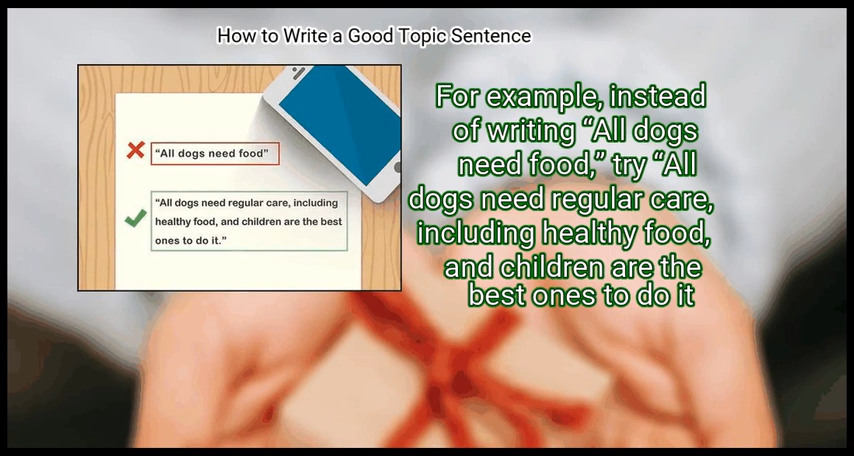 How to Write a Good Topic Sentence
“All dogs need food”
“All dogs need regular care, including
healthy food, and children are the best
ones to do it.”
For example, instead
of writing “All dogs
need food,” try “All
dogs need regular care,
including healthy food,
and children are the
best ones to do it